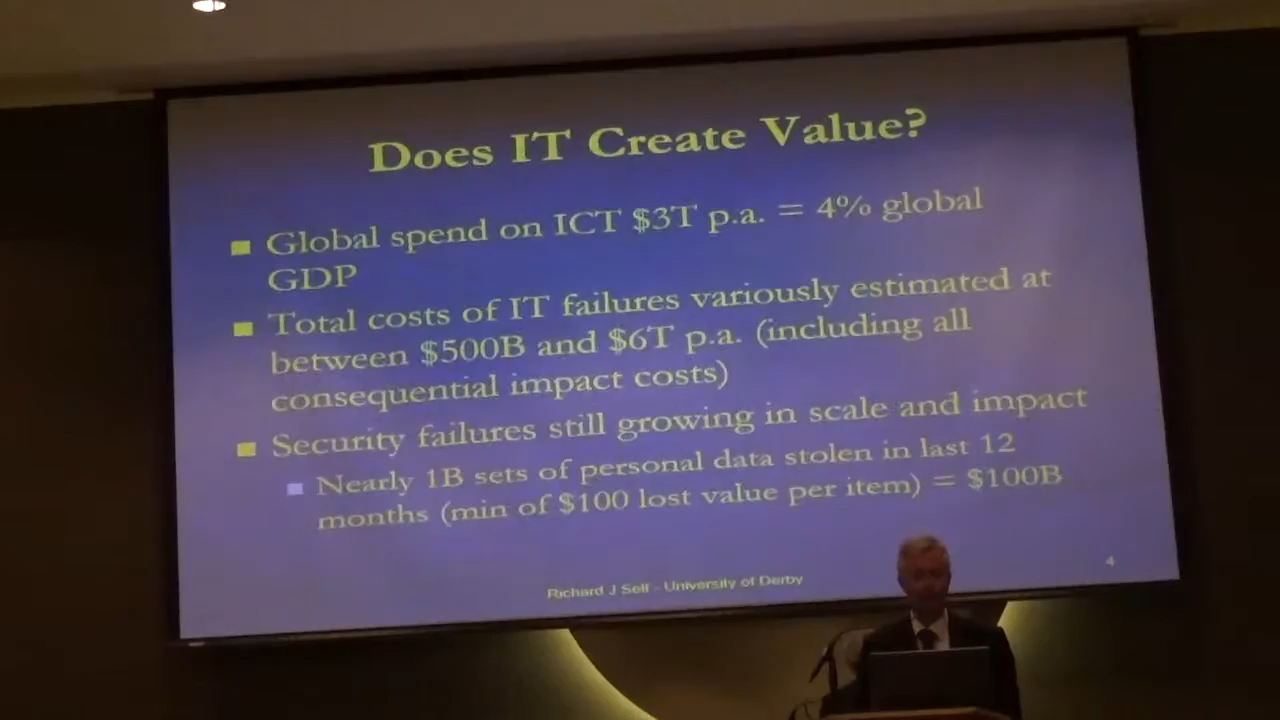 Does IT Create Value?
Global spend on ICT $3T p.a. = 4% global
GDP
Total costs of IT failures variously estimated at
between $500B and $6T p.a. (including all
consequential impact costs)
Security failures still growing in scale and impact
Nearly 1B sets of personal data stolen in last 12
months (min of $100 lost value per item) = $100B
Richard J Self - University of Derby
4